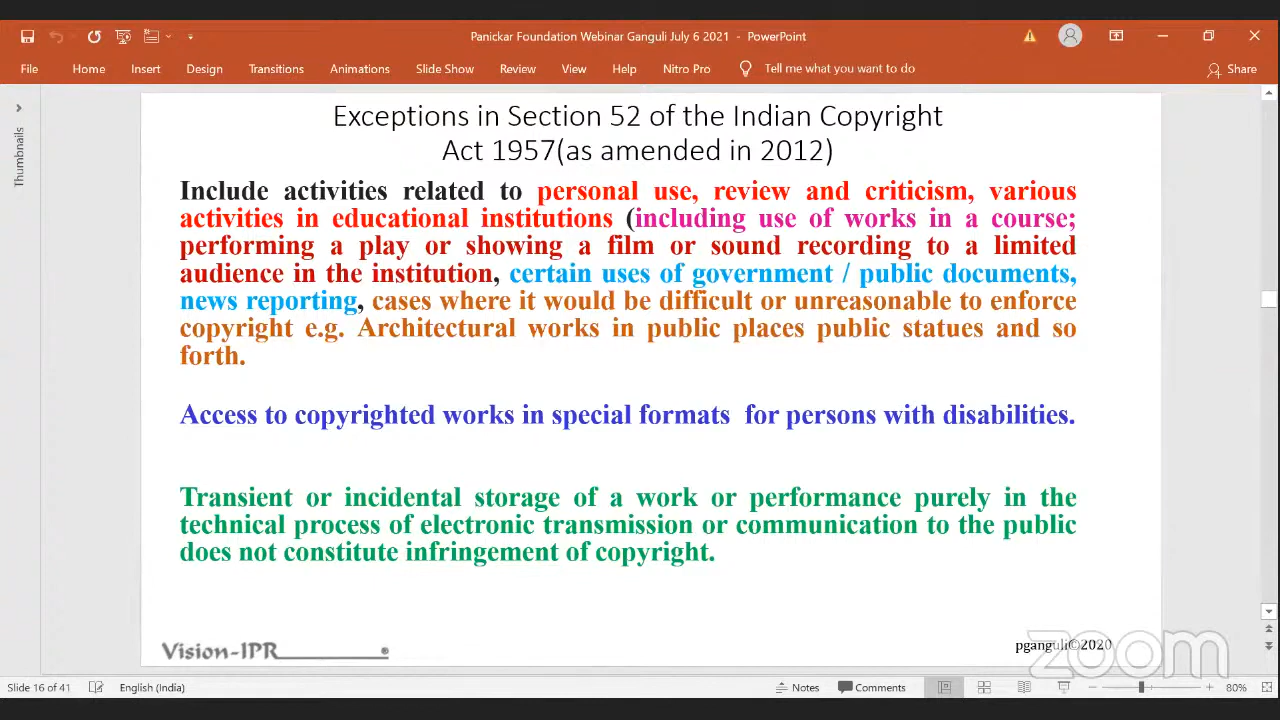 Panickar Foundation Webinar Ganguli July 6 2021 - PowerPoint
File Home Insert Design Transitions Animations Slide Show Review View Help Nitro Pro Tell me what you want to do Share
Thumbnails
Exceptions in Section 52 of the Indian Copyright
Act 1957(as amended in 2012)
Include activities related to personal use, review and criticism, various
activities in educational institutions (including use of works in a course;
performing a play or showing a film or sound recording to a limited
audience in the institution, certain uses of government / public documents,
news reporting, cases where it would be difficult or unreasonable to enforce
copyright e.g. Architectural works in public places public statues and so
forth.
Access to copyrighted works in special formats for persons with disabilities.
Transient or incidental storage of a work or performance purely in the
technical process of electronic transmission or communication to the public
does not constitute infringement of copyright.
Vision-IPR ®
pganguli©2020
zoom
Slide 16 of 41 English (India) Notes Comments 80%